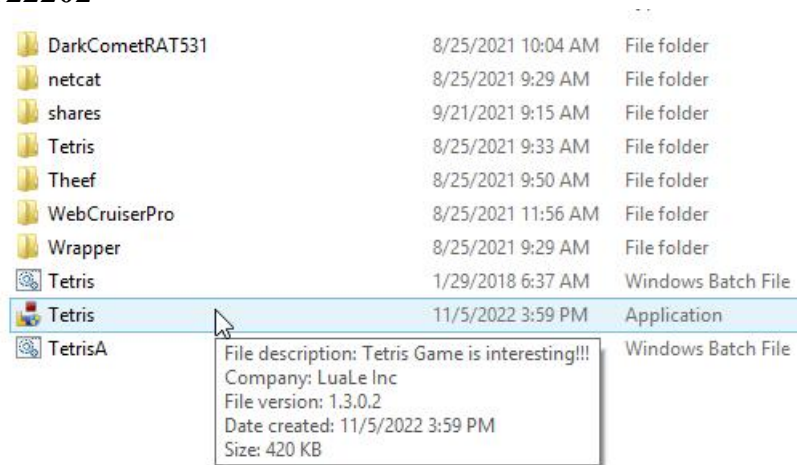 DarkCometRAT531 8/25/2021 10:04 AM File folder
netcat 8/25/2021 9:29 AM File folder
shares 9/21/2021 9:15 AM File folder
Tetris 8/25/2021 9:33 AM File folder
Theef 8/25/2021 9:50 AM File folder
WebCruiserPro 8/25/2021 11:56 AM File folder
Wrapper 8/25/2021 9:29 AM File folder
Tetris 1/29/2018 6:37 AM Windows Batch File
Tetris 11/5/2022 3:59 PM Application
TetrisA Windows Batch File
File description: Tetris Game is interesting!!!
Company: LuaLe Inc
File version: 1.3.0.2
Date created: 11/5/2022 3:59 PM
Size: 420 KB